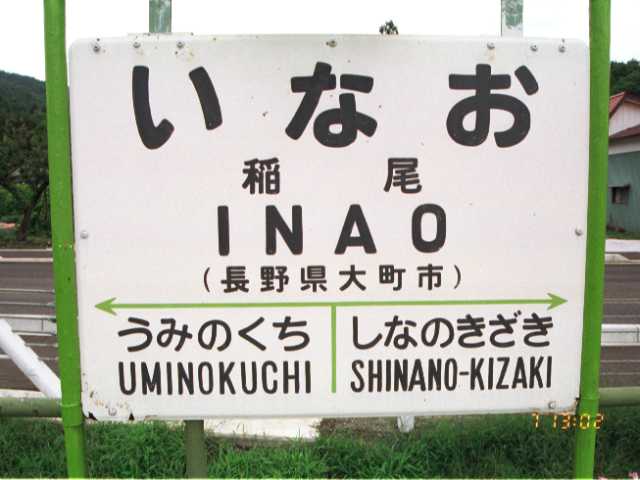 いなお
稲尾
INAO
(長野県大町市)
うみのくち
UMINOKUCHI
しなのきざき
SHINANO-KIZAKI
7 13:02